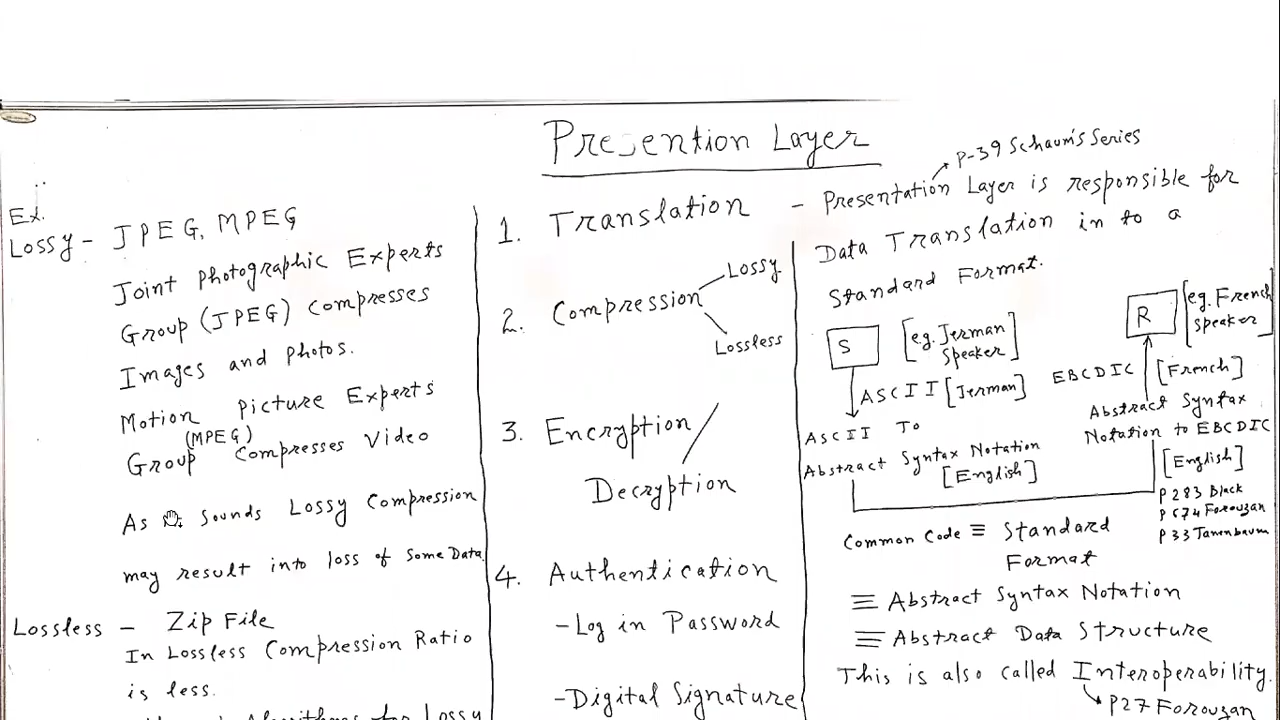 Presention Layer
P-39 Schaum's Series
Ex.
Lossy - JPEG, MPEG
Joint Photographic Experts
Group (JPEG) Compresses
Images and Photos.
Motion Picture Experts
(MPEG)
Group Compresses Video
As Sounds Lossy Compression
may result into loss of Some Data
Lossless - Zip File
In Lossless Compression Ratio
is less.
Algorithms for Lossy
1. Translation
2. Compression
Lossy
Lossless
3. Encryption /
Decryption
4. Authentication
- Log in Password
- Digital Signature
- Presentation Layer is responsible for
Data Translation in to a
Standard Format.
S [e.g. Jerman
Speaker]
ASCII [Jerman]
ASCII To
Abstract Syntax Notation
[English]
R [eg. French
Speaker]
EBCDIC [French]
Abstract Syntax
Notation to EBCDIC
[English]
P 283 Black
P 674 Forouzan
P 33 Tanenbaum
Common Code ≡ Standard
Format
≡ Abstract Syntax Notation
≡ Abstract Data Structure
This is also called Interoperability.
P27 Forouzan